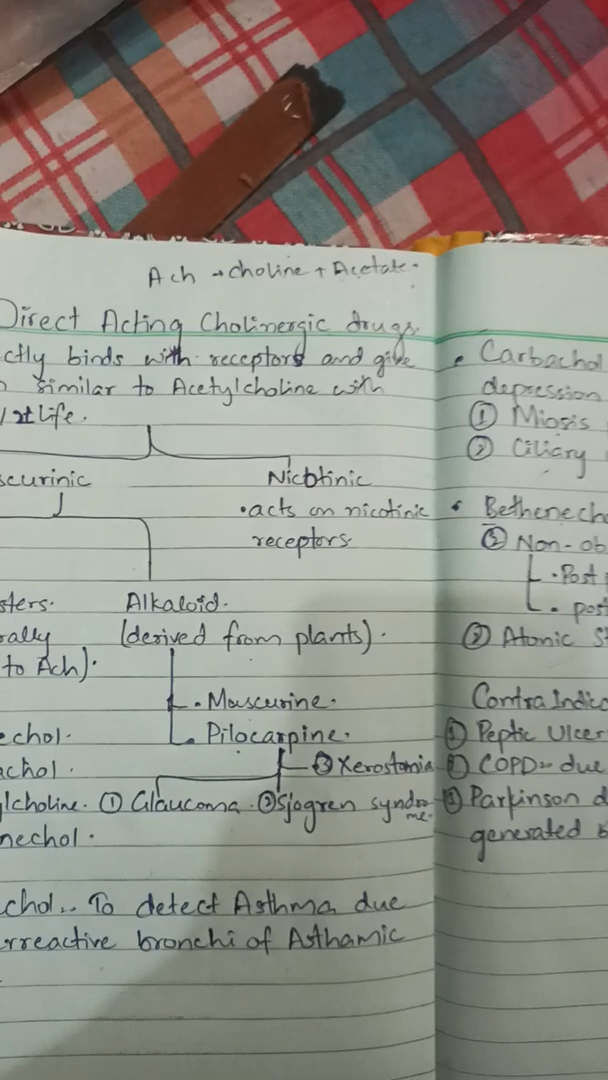 Ach → choline + Acetate.
Direct Acting Cholinergic drugs
ctly binds with receptors and give
similar to Acetylcholine with
life.
scurinic
Nicotinic
• acts on nicotinic
receptors
sters.
Alkaloid.
rally
(derived from plants).
to Ach).
• Muscurine.
echol.
• Pilocarpine.
achol.
③ Xerostomia
ylcholine.
① Glaucoma. ② Sjogren syndrome.
nechol.
chol.. To detect Asthma due
rreactive bronchi of Asthamic
• Carbachol
depression
① Miosis
② Ciliary
• Bethenech
① Non-ob
• Post
• pos
② Atonic S
Contra Indic
① Peptic Ulcer
② COPD due
③ Parkinson d
generated